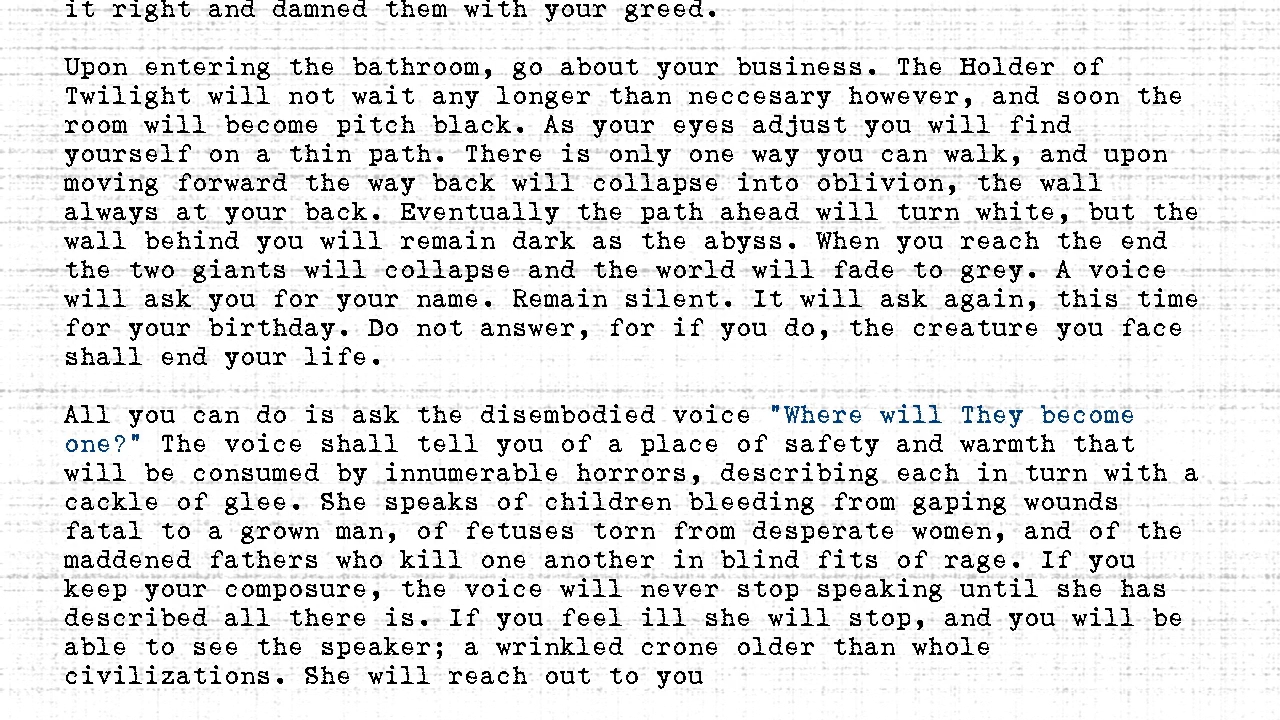 it right and damned them with your greed.
Upon entering the bathroom, go about your business. The Holder of
Twilight will not wait any longer than neccesary however, and soon the
room will become pitch black. As your eyes adjust you will find
yourself on a thin path. There is only one way you can walk, and upon
moving forward the way back will collapse into oblivion, the wall
always at your back. Eventually the path ahead will turn white, but the
wall behind you will remain dark as the abyss. When you reach the end
the two giants will collapse and the world will fade to grey. A voice
will ask you for your name. Remain silent. It will ask again, this time
for your birthday. Do not answer, for if you do, the creature you face
shall end your life.
All you can do is ask the disembodied voice "Where will They become
one?" The voice shall tell you of a place of safety and warmth that
will be consumed by innumerable horrors, describing each in turn with a
cackle of glee. She speaks of children bleeding from gaping wounds
fatal to a grown man, of fetuses torn from desperate women, and of the
maddened fathers who kill one another in blind fits of rage. If you
keep your composure, the voice will never stop speaking until she has
described all there is. If you feel ill she will stop, and you will be
able to see the speaker; a wrinkled crone older than whole
civilizations. She will reach out to you